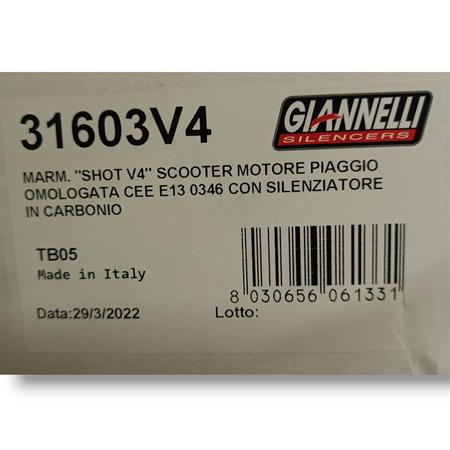 31603V4
GIANNELLI
SILENCERS
MARM. "SHOT V4" SCOOTER MOTORE PIAGGIO
OMOLOGATA CEE E13 0346 CON SILENZIATORE
IN CARBONIO
TB05
Made in Italy
8 030656 061331
Data:29/3/2022
Lotto: